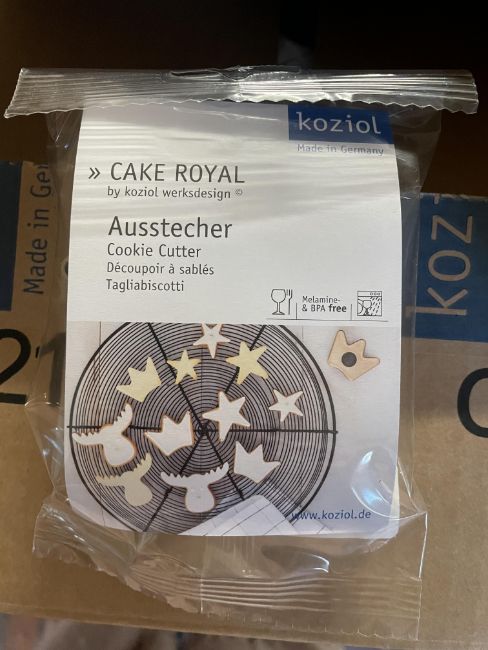 koziol
Made in Germany
» CAKE ROYAL
by koziol werksdesign ©
Ausstecher
Cookie Cutter
Découpoir à sablés
Tagliabiscotti
Melamine-
& BPA free
www.koziol.de
Made in Ger
koz